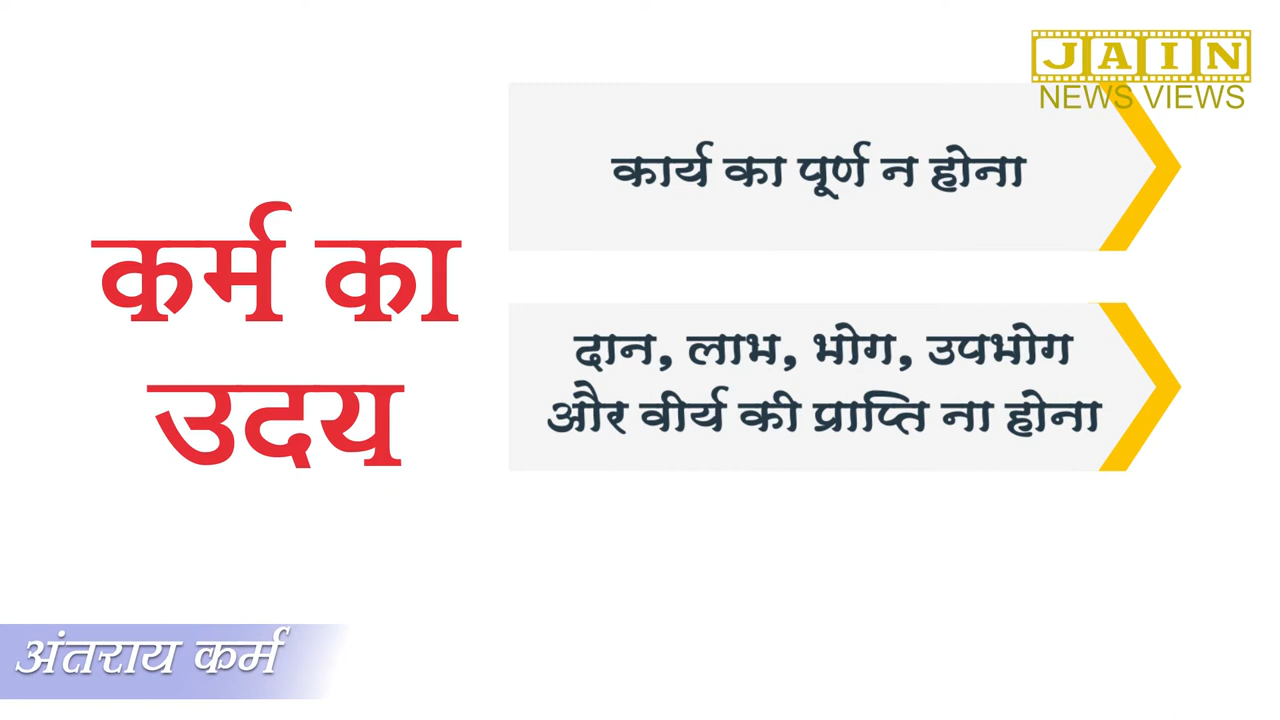 JAIN
NEWS VIEWS
कार्य का पूर्ण न होना
कर्म का
उदय
दान, लाभ, भोग, उपभोग
और वीर्य की प्राप्ति ना होना
अंतराय कर्म